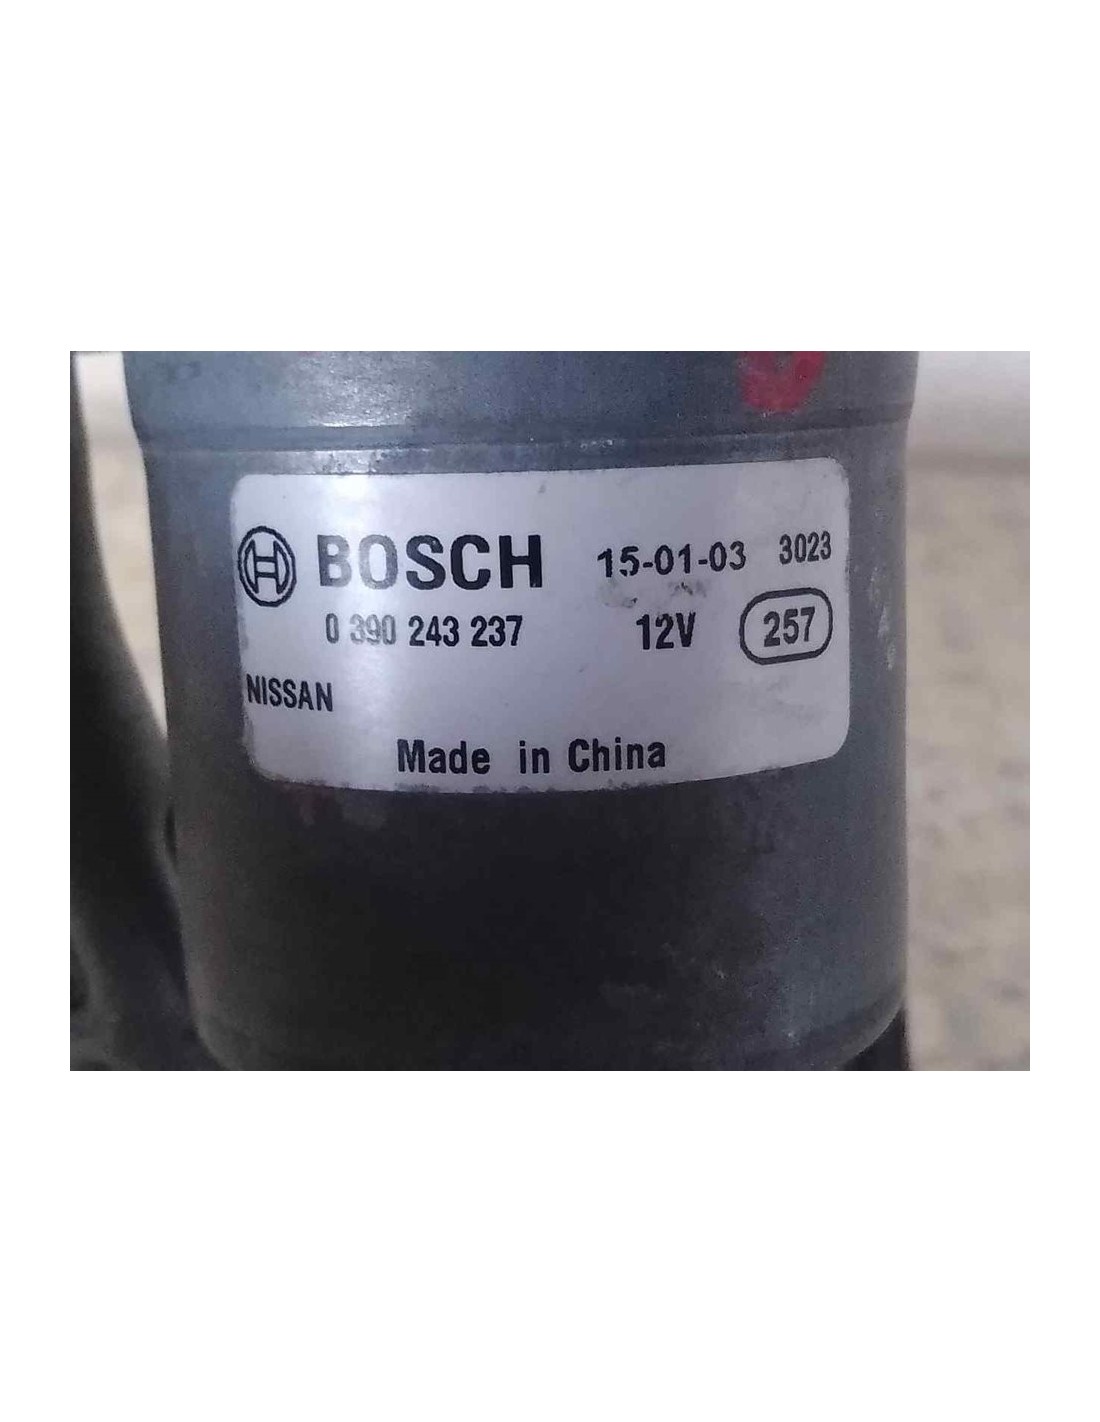 BOSCH 15-01-03 3023
0 390 243 237 12V 257
NISSAN
Made in China